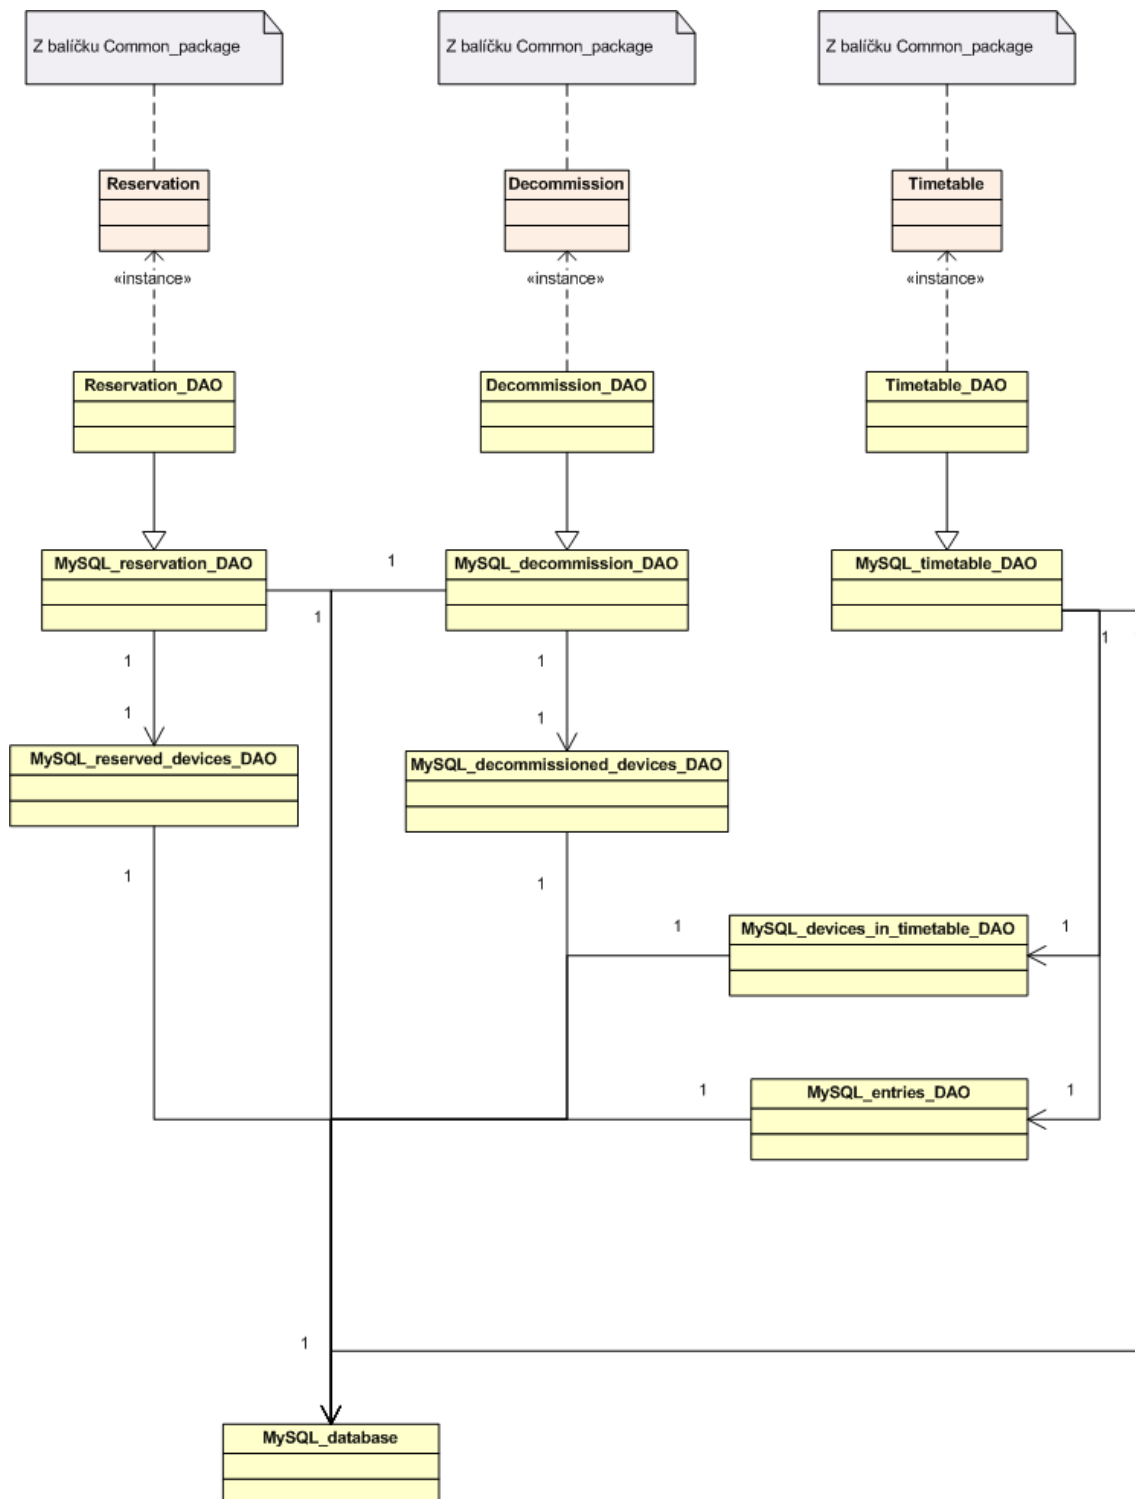 Z balíčku Common_package
Z balíčku Common_package
Z balíčku Common_package
Reservation
Decommission
Timetable
«instance»
«instance»
«instance»
Reservation_DAO
Decommission_DAO
Timetable_DAO
MySQL_reservation_DAO
1
MySQL_decommission_DAO
MySQL_timetable_DAO
1
1
1
1
1
1
MySQL_reserved_devices_DAO
MySQL_decommissioned_devices_DAO
1
1
1
MySQL_devices_in_timetable_DAO
1
1
MySQL_entries_DAO
1
1
MySQL_database